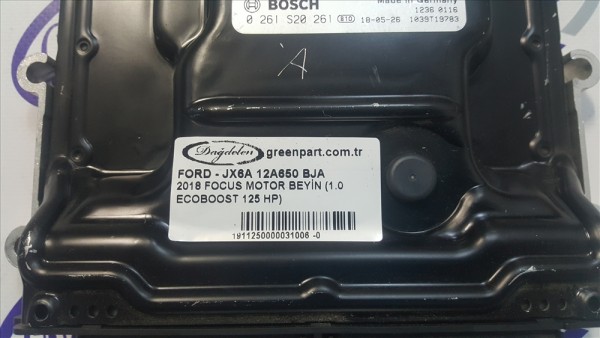 BOSCH
Made in Germany
1236 0116
0 261 S20 261 810 18-05-26 1039T19783
A
Dağdelen greenpart.com.tr
FORD - JX6A 12A650 BJA
2018 FOCUS MOTOR BEYİN (1.0
ECOBOOST 125 HP)
1911250000031006 -0